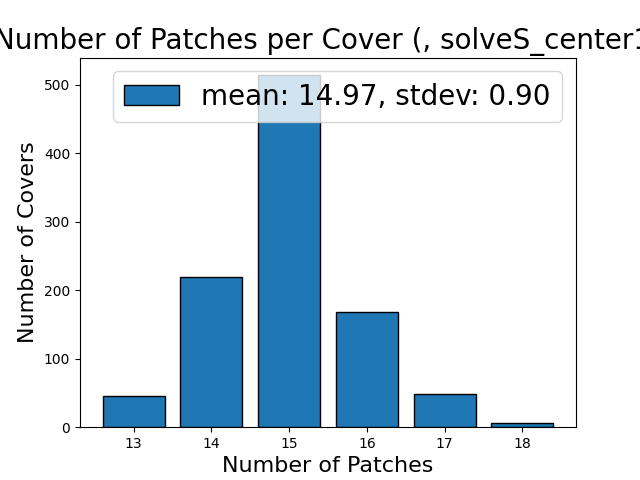 Number of Patches per Cover (, solveS_center1
mean: 14.97, stdev: 0.90
Number of Covers
500
400
300
200
100
0
13 14 15 16 17 18
Number of Patches